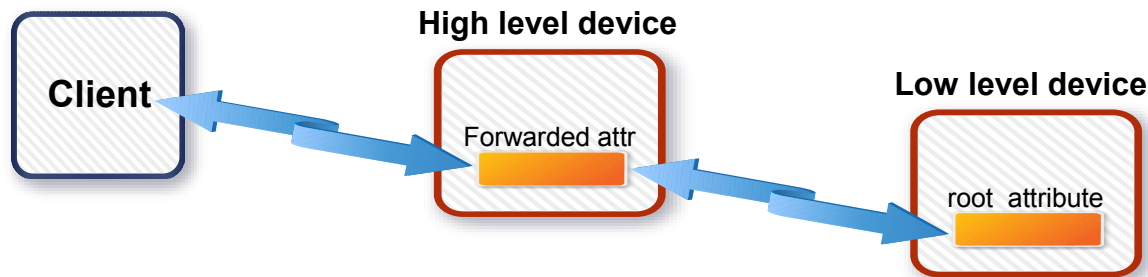 High level device
Client
Low level device
Forwarded attr
root attribute